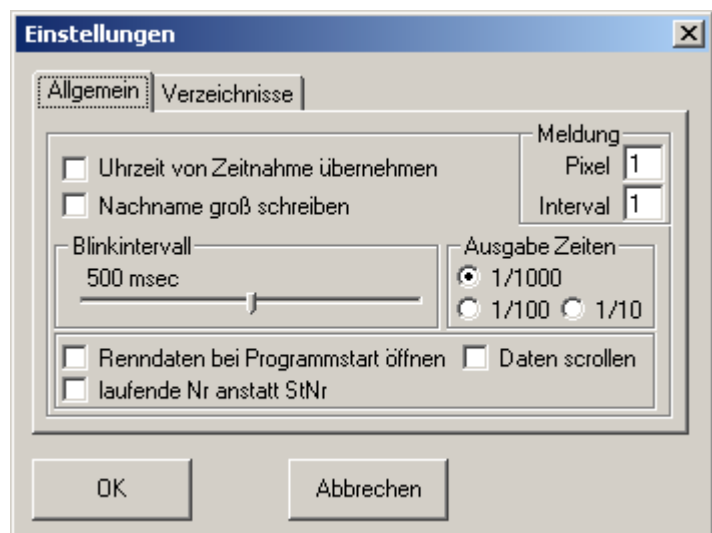 Einstellungen
Allgemein Verzeichnisse
Meldung
Uhrzeit von Zeitnahme übernehmen
Pixel 1
Nachname groß schreiben
Interval 1
Blinkintervall
500 msec
Ausgabe Zeiten
1/1000
1/100 1/10
Renndaten bei Programmstart öffnen Daten scrollen
laufende Nr anstatt StNr
OK Abbrechen